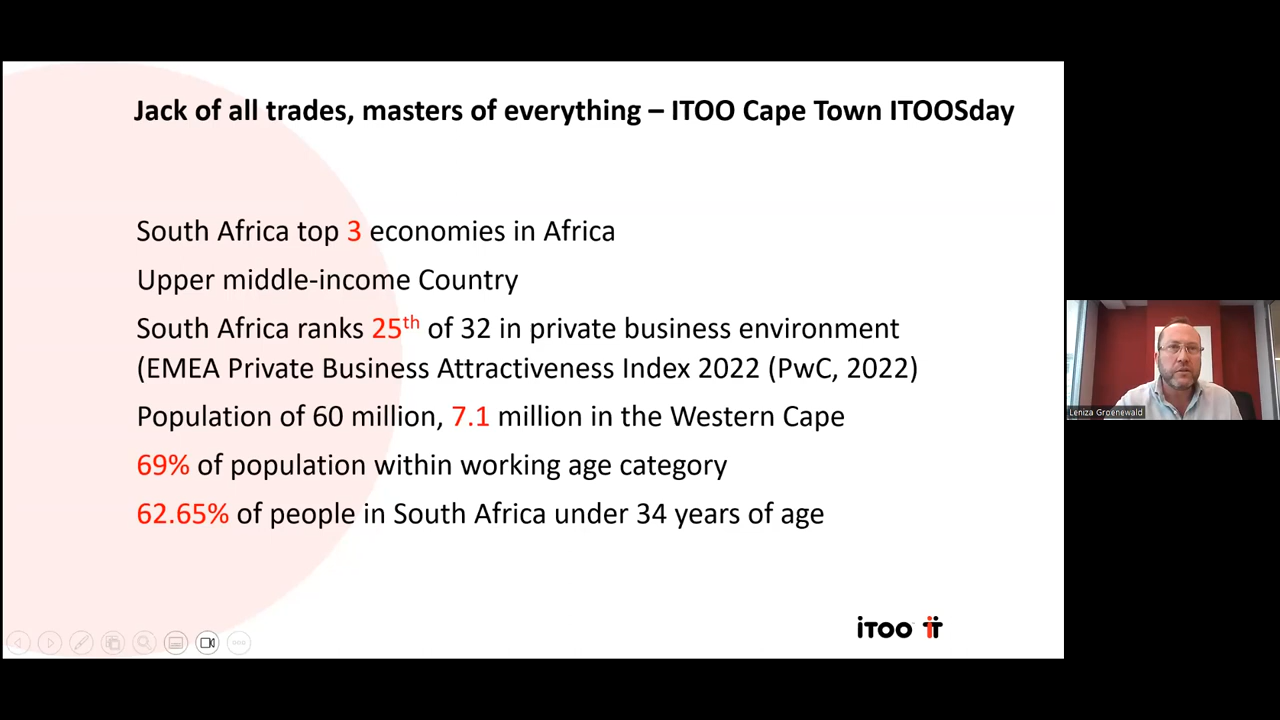 Jack of all trades, masters of everything – ITOO Cape Town ITOOSday
South Africa top 3 economies in Africa
Upper middle-income Country
South Africa ranks 25th of 32 in private business environment
(EMEA Private Business Attractiveness Index 2022 (PwC, 2022)
Population of 60 million, 7.1 million in the Western Cape
69% of population within working age category
62.65% of people in South Africa under 34 years of age
iTOO
Leniza Groenewald